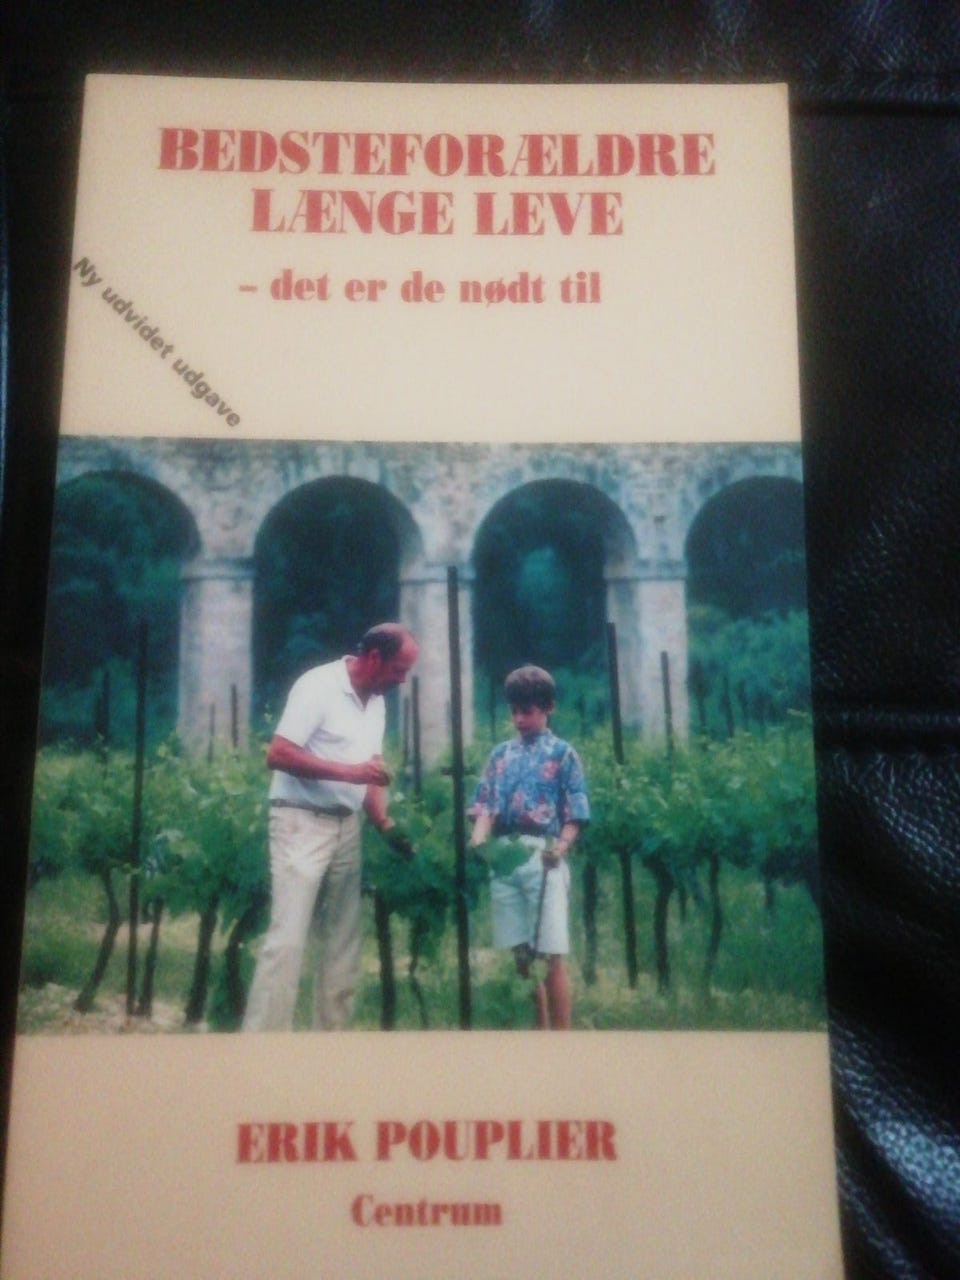 BEDSTEFORÆLDRE
LÆNGE LEVE
– det er de nødt til
Ny udvidet udgave
ERIK POUPLIER
Centrum